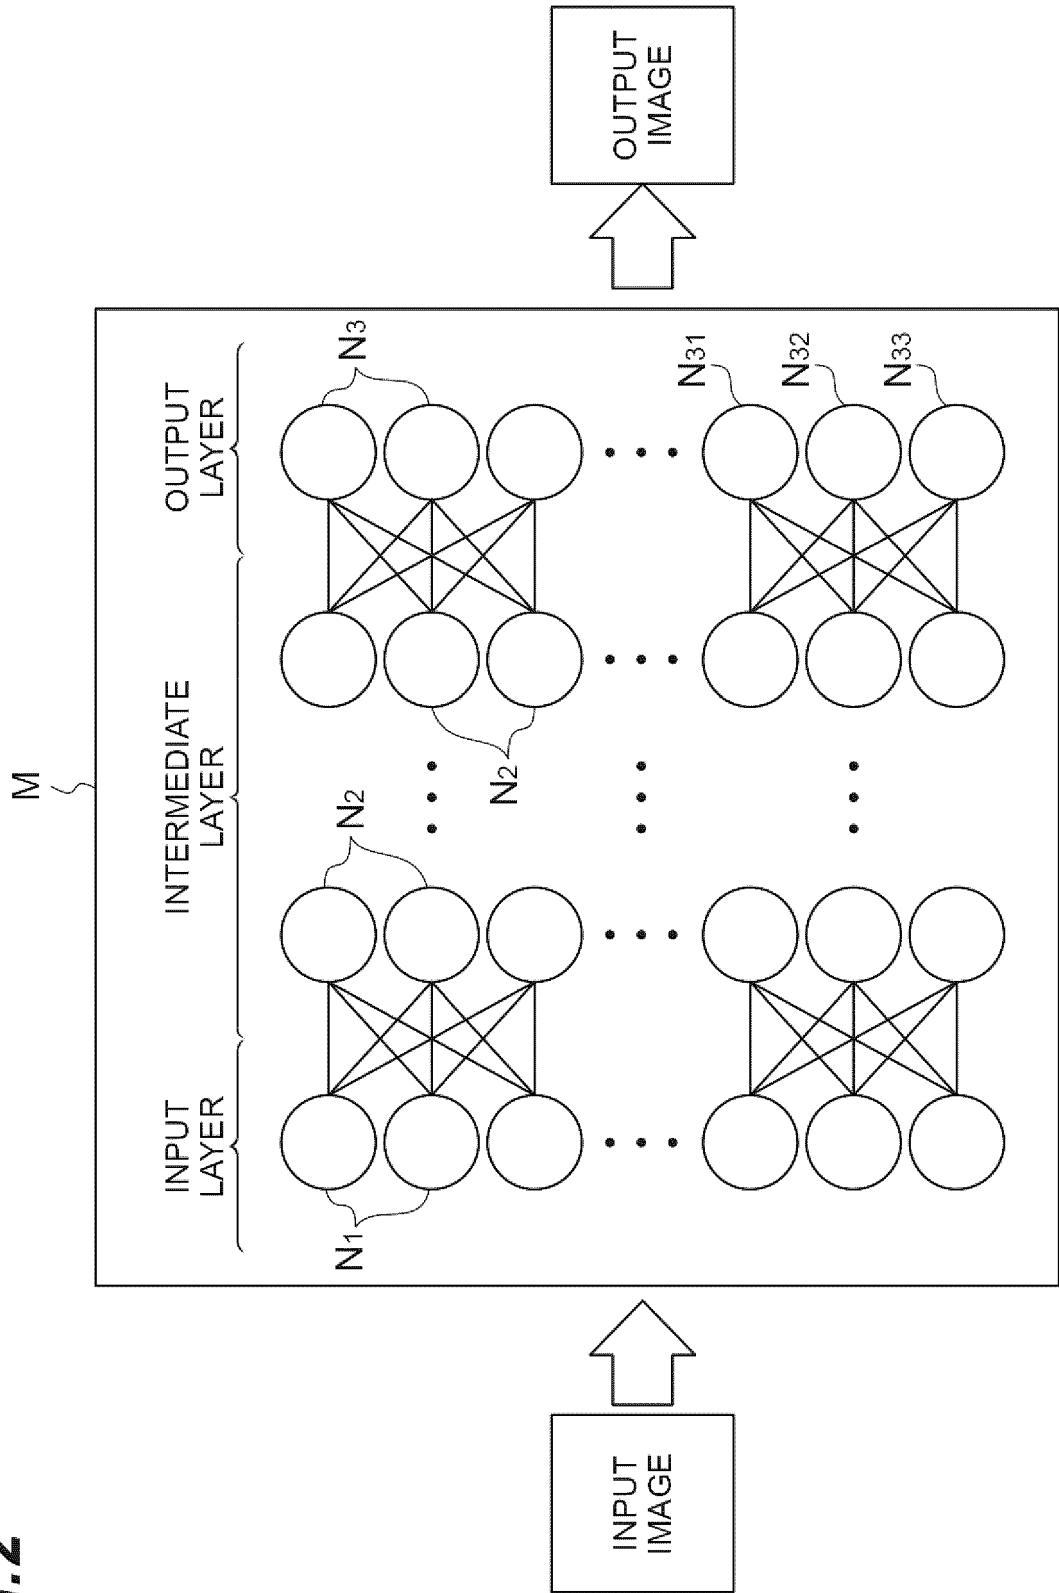 M
INPUT
LAYER
INTERMEDIATE
LAYER
OUTPUT
LAYER
N1
N2
N2
N3
N31
N32
N33
INPUT
IMAGE
OUTPUT
IMAGE